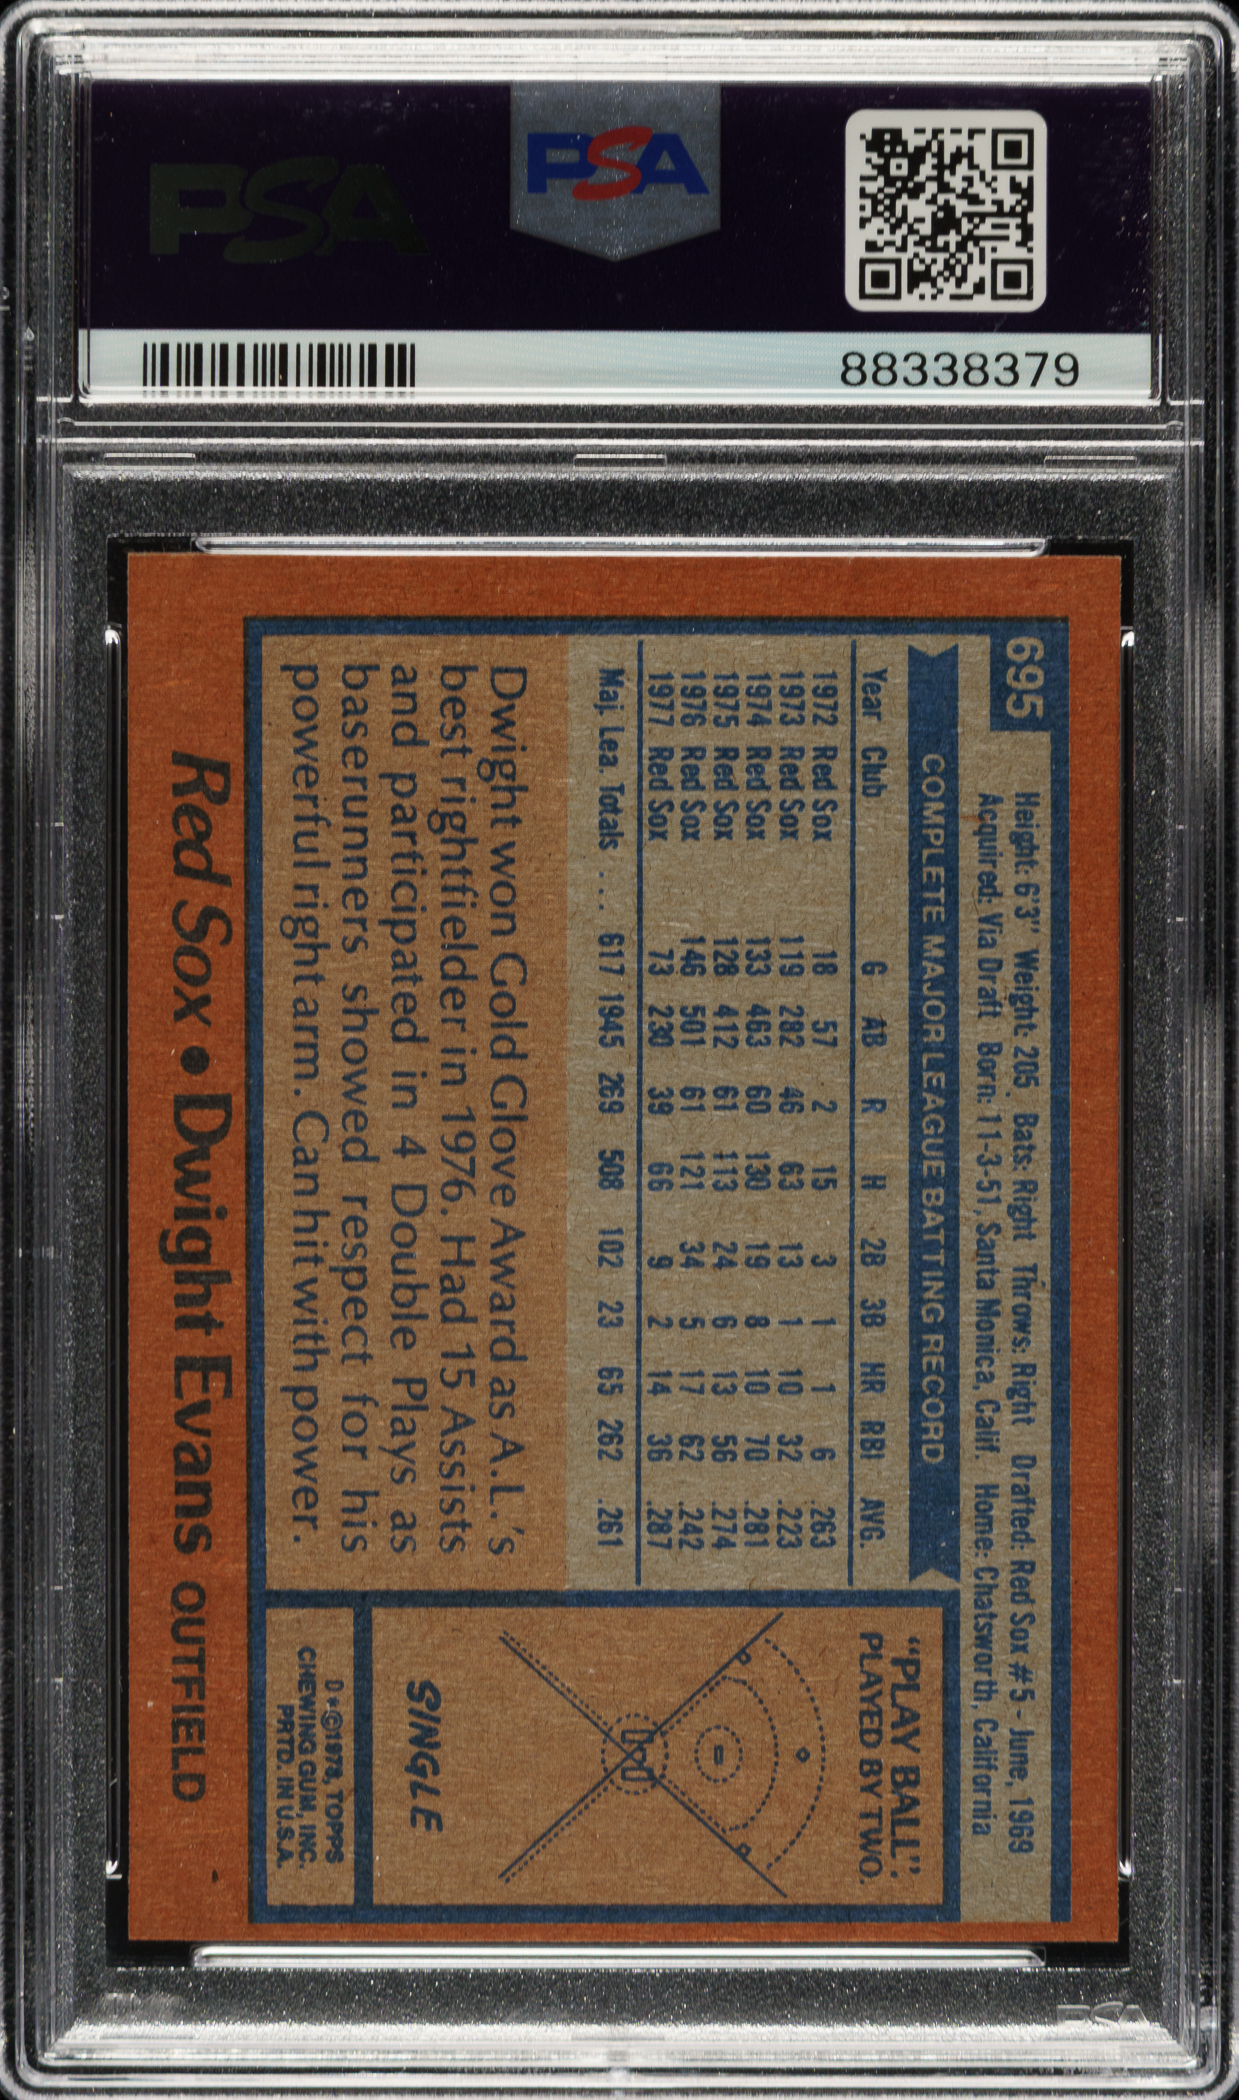 PSA
PSA
88338379
695
Height: 6'3" Weight: 205 Bats: Right Throws: Right Drafted: Red Sox #5 - June, 1969
Acquired: Via Draft Born: 11-3-51, Santa Monica, Calif. Home: Chatsworth, California
COMPLETE MAJOR LEAGUE BATTING RECORD
Year Club G AB R H 2B 3B HR RBI AVG.
1972 Red Sox 18 57 2 15 3 1 1 6 .263
1973 Red Sox 119 282 46 63 13 1 10 32 .223
1974 Red Sox 133 463 60 130 19 8 10 70 .281
1975 Red Sox 128 412 61 113 24 6 13 56 .274
1976 Red Sox 146 501 61 121 34 5 17 62 .242
1977 Red Sox 73 230 39 66 9 2 14 36 .287
Maj. Lea. Totals . . . 617 1945 269 508 102 23 65 262 .261
Dwight won Gold Glove Award as A.L.'s
best rightfielder in 1976. Had 15 Assists
and participated in 4 Double Plays as
baserunners showed respect for his
powerful right arm. Can hit with power.
"PLAY BALL":
PLAYED BY TWO.
SINGLE
D*©1978, TOPPS
CHEWING GUM, INC.
PRTD. IN U.S.A.
Red Sox • Dwight Evans OUTFIELD
PSA